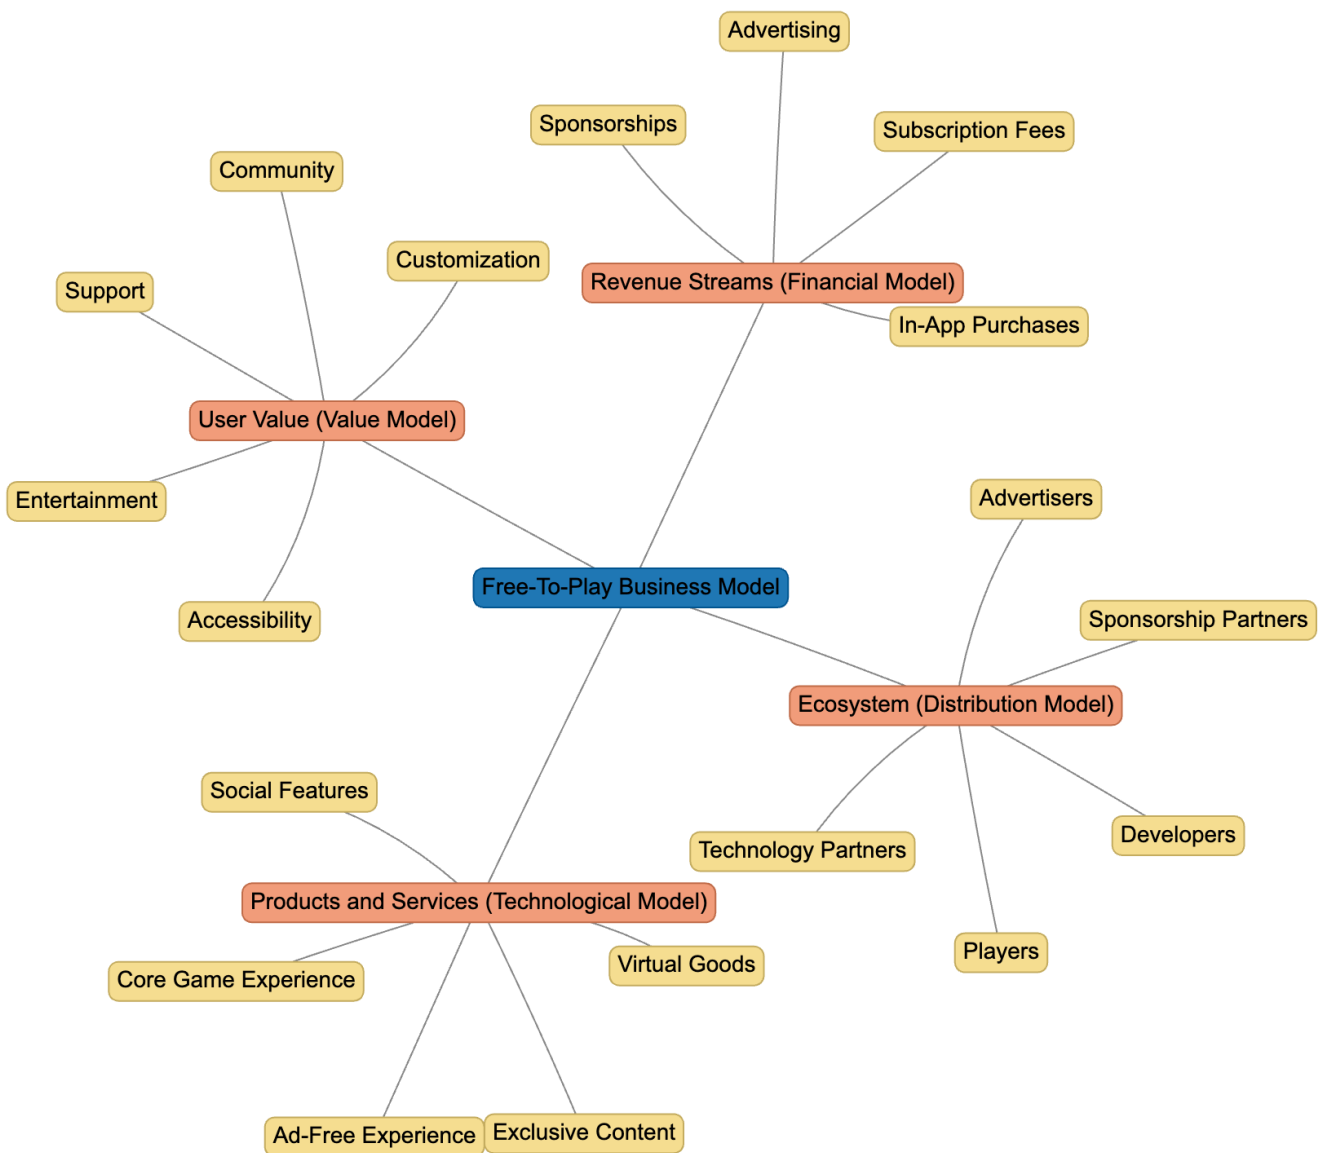 Advertising
Sponsorships
Subscription Fees
Community
Customization
Support
Revenue Streams (Financial Model)
In-App Purchases
User Value (Value Model)
Entertainment
Advertisers
Free-To-Play Business Model
Accessibility
Sponsorship Partners
Ecosystem (Distribution Model)
Social Features
Technology Partners
Developers
Products and Services (Technological Model)
Players
Virtual Goods
Core Game Experience
Ad-Free Experience
Exclusive Content